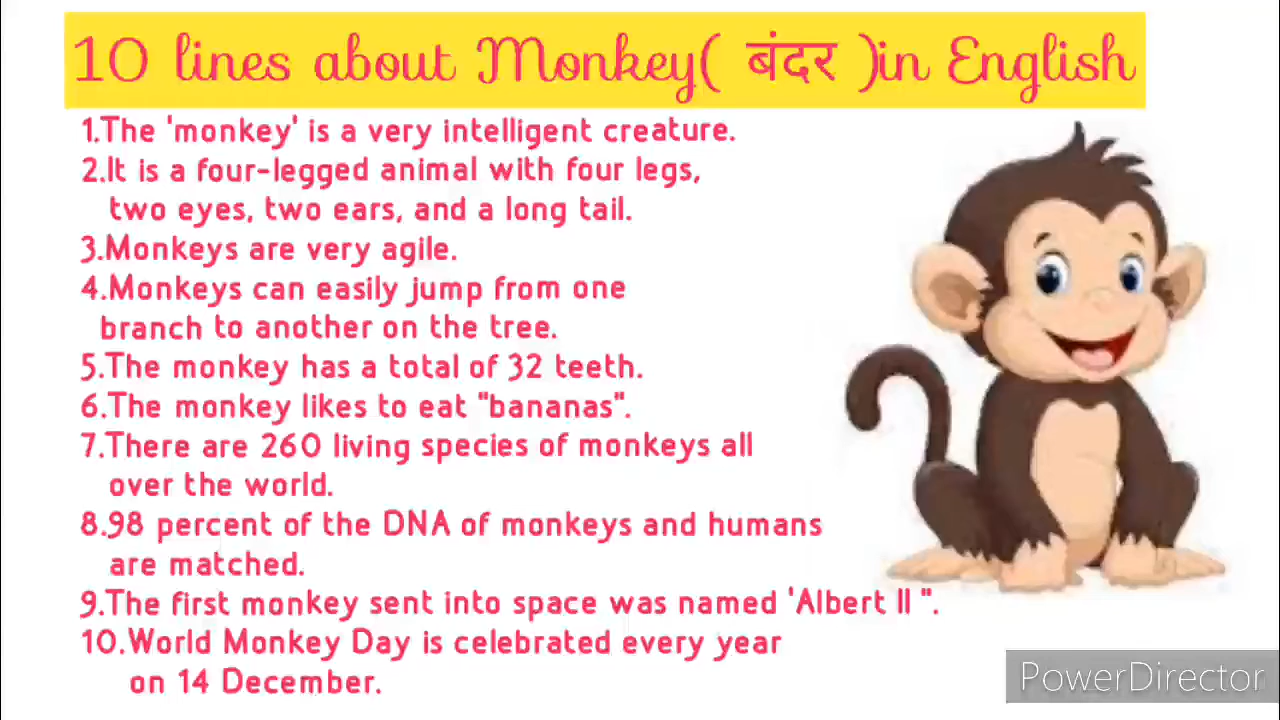 10 lines about Monkey( बंदर )in English
1.The 'monkey' is a very intelligent creature.
2.It is a four-legged animal with four legs,
two eyes, two ears, and a long tail.
3.Monkeys are very agile.
4.Monkeys can easily jump from one
branch to another on the tree.
5.The monkey has a total of 32 teeth.
6.The monkey likes to eat "bananas".
7.There are 260 living species of monkeys all
over the world.
8.98 percent of the DNA of monkeys and humans
are matched.
9.The first monkey sent into space was named 'Albert II ".
10.World Monkey Day is celebrated every year
on 14 December.
PowerDirector